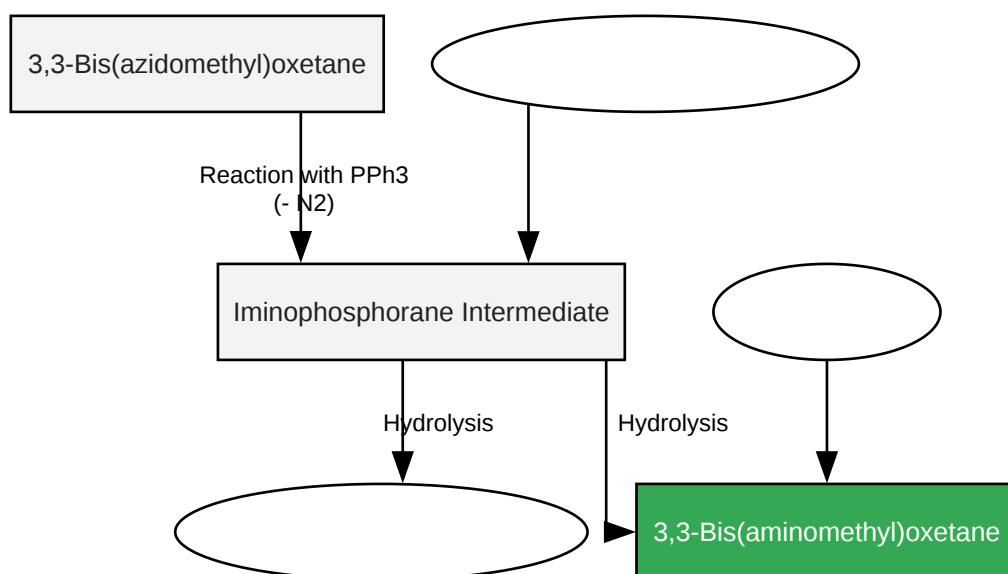 3,3-Bis(azidomethyl)oxetane
Reaction with PPh3
(- N2)
Iminophosphorane Intermediate
Hydrolysis
Hydrolysis
3,3-Bis(aminomethyl)oxetane